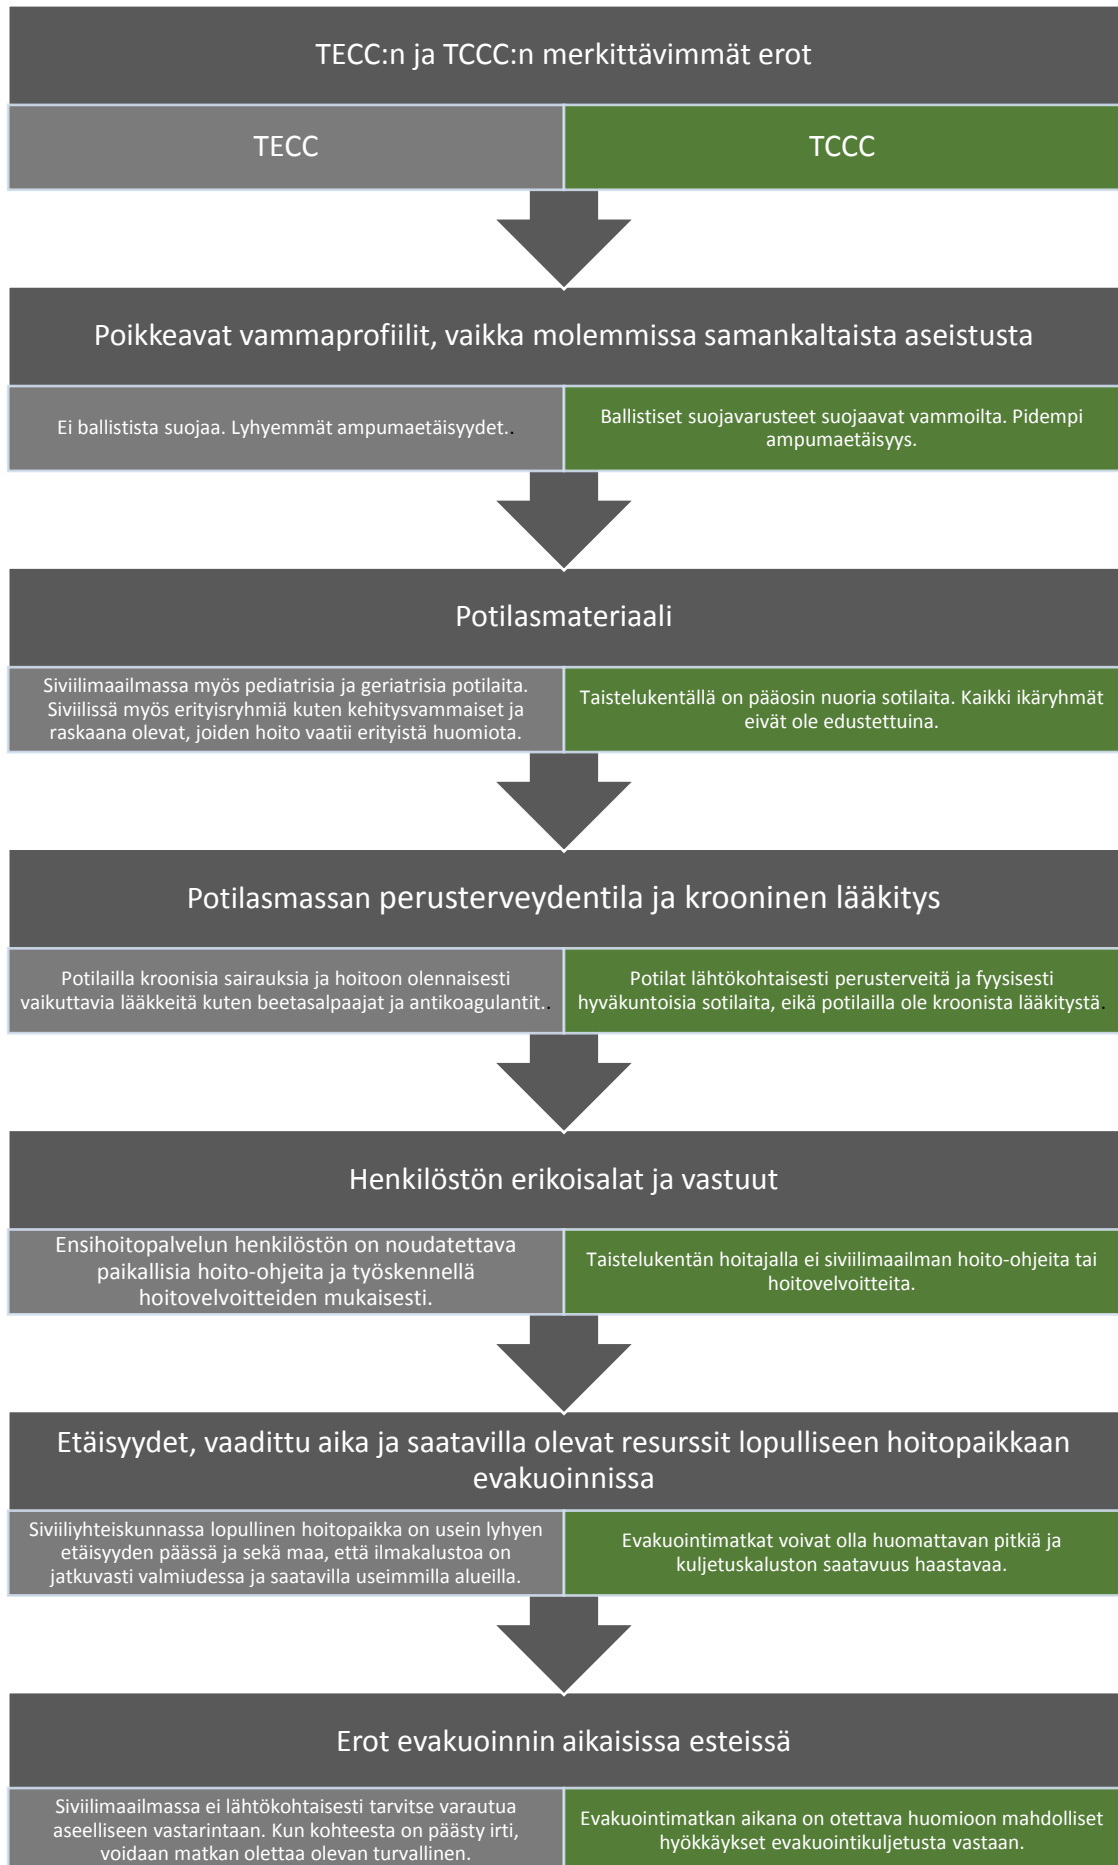 TECC:n ja TCCC:n merkittävimmät erot
TECC
TCCC
Poikkeavat vammaprofiilit, vaikka molemmissa samankaltaista aseistusta
Ei ballistista suojaa. Lyhyemmät ampumaetäisyydet..
Ballistiset suojavarusteet suojaavat vammoilta. Pidempi
ampumaetäisyys.
Potilasmateriaali
Siviilimaailmassa myös pediatrisia ja geriatrisia potilaita.
Siviilissä myös erityisryhmiä kuten kehitysvammaiset ja
raskaana olevat, joiden hoito vaatii erityistä huomiota.
Taistelukentällä on pääosin nuoria sotilaita. Kaikki ikäryhmät
eivät ole edustettuina.
Potilasmassan perusterveydentila ja krooninen lääkitys
Potilailla kroonisia sairauksia ja hoitoon olennaisesti
vaikuttavia lääkkeitä kuten beetasalpaajat ja antikoagulantit..
Potilat lähtökohtaisesti perusterveitä ja fyysisesti
hyväkuntoisia sotilaita, eikä potilailla ole kroonista lääkitystä.
Henkilöstön erikoisalat ja vastuut
Ensihoitopalvelun henkilöstön on noudatettava
paikallisia hoito-ohjeita ja työskennellä
hoitovelvoitteiden mukaisesti.
Taistelukentän hoitajalla ei siviilimaailman hoito-ohjeita tai
hoitovelvoitteita.
Etäisyydet, vaadittu aika ja saatavilla olevat resurssit lopulliseen hoitopaikkaan
evakuoinnissa
Siviiliyhteiskunnassa lopullinen hoitopaikka on usein lyhyen
etäisyyden päässä ja sekä maa, että ilmakalustoa on
jatkuvasti valmiudessa ja saatavilla useimmilla alueilla.
Evakuointimatkat voivat olla huomattavan pitkiä ja
kuljetuskaluston saatavuus haastavaa.
Erot evakuoinnin aikaisissa esteissä
Siviilimaailmassa ei lähtökohtaisesti tarvitse varautua
aseelliseen vastarintaan. Kun kohteesta on päästy irti,
voidaan matkan olettaa olevan turvallinen.
Evakuointimatkan aikana on otettava huomioon mahdolliset
hyökkäykset evakuointikuljetusta vastaan.